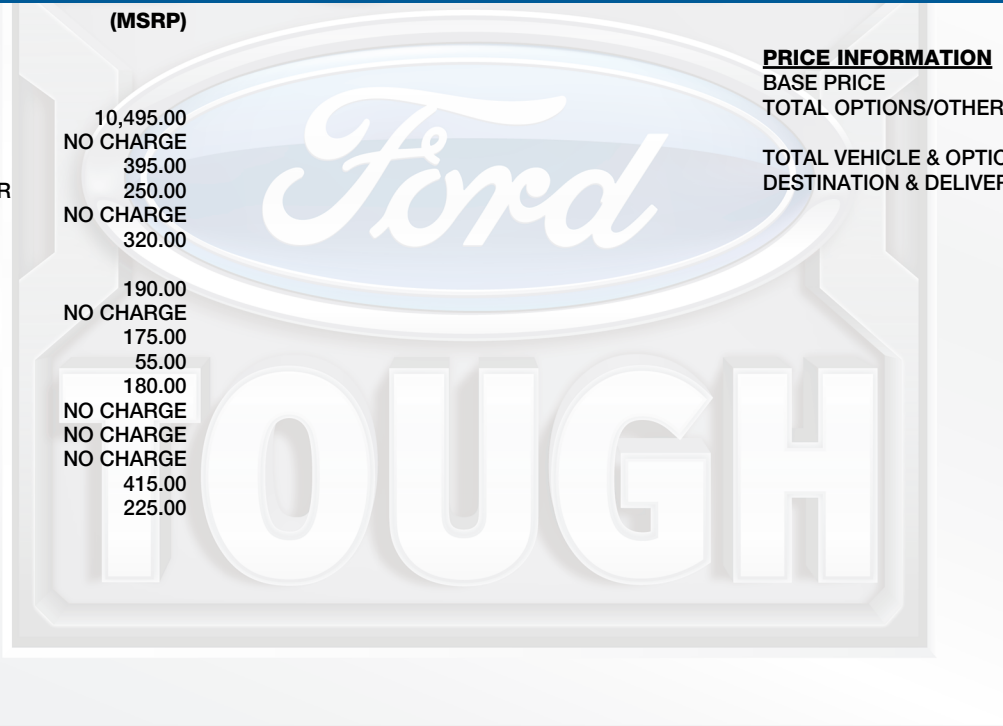 (MSRP)
10,495.00
NO CHARGE
395.00
R 250.00
NO CHARGE
320.00
190.00
NO CHARGE
175.00
55.00
180.00
NO CHARGE
NO CHARGE
NO CHARGE
415.00
225.00
PRICE INFORMATION
BASE PRICE
TOTAL OPTIONS/OTHER
TOTAL VEHICLE & OPTIO
DESTINATION & DELIVER
Ford
TOUGH